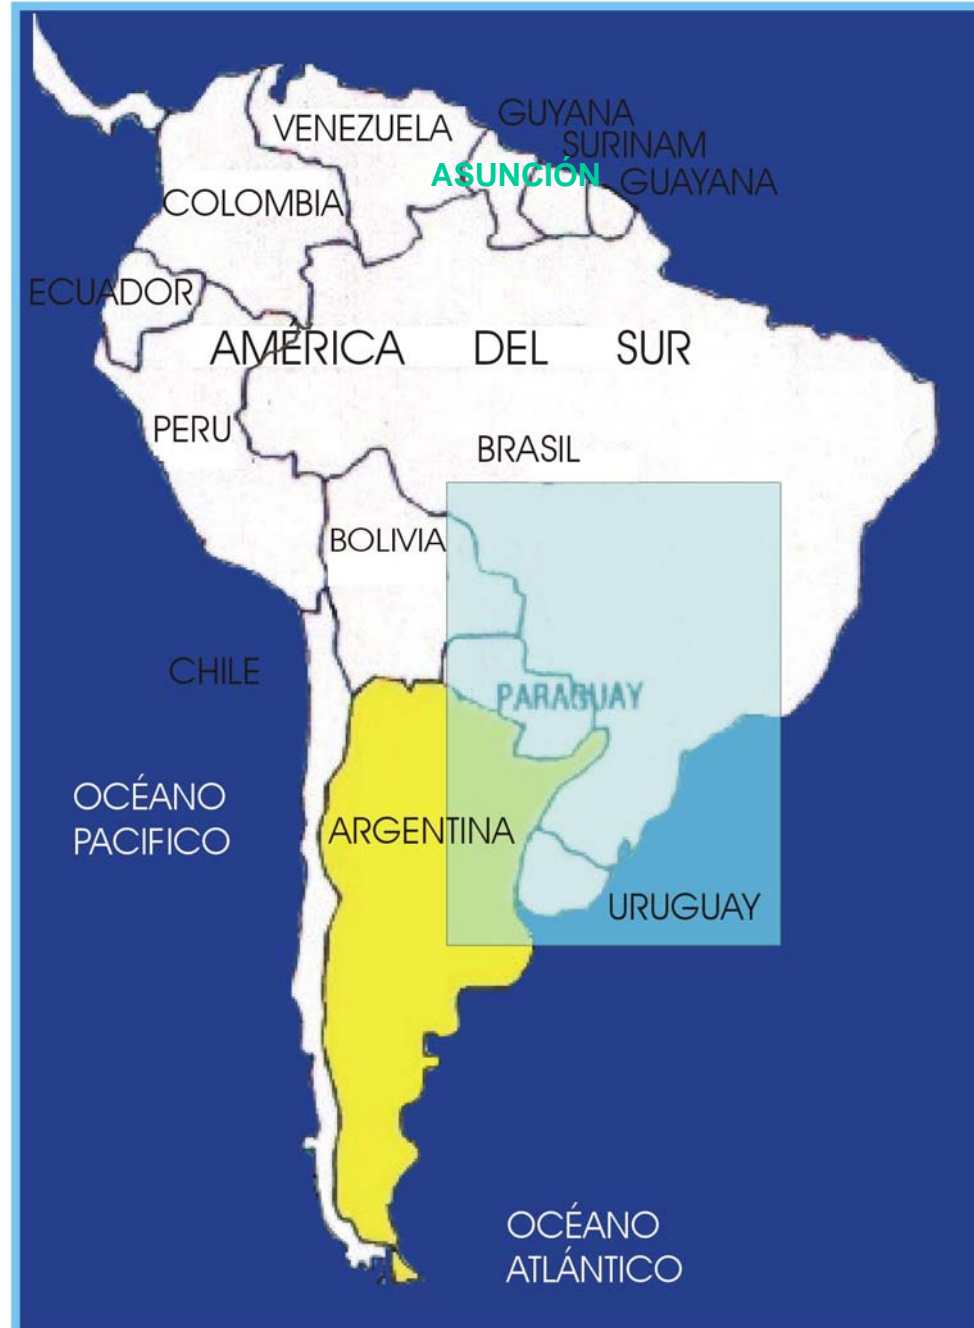 GUYANA
VENEZUELA
SURINAM
ASUNCIÓN
GUAYANA
COLOMBIA
ECUADOR
AMÉRICA DEL SUR
PERU
BRASIL
BOLIVIA
CHILE
PARAGUAY
OCÉANO
PACIFICO
ARGENTINA
URUGUAY
OCÉANO
ATLÁNTICO